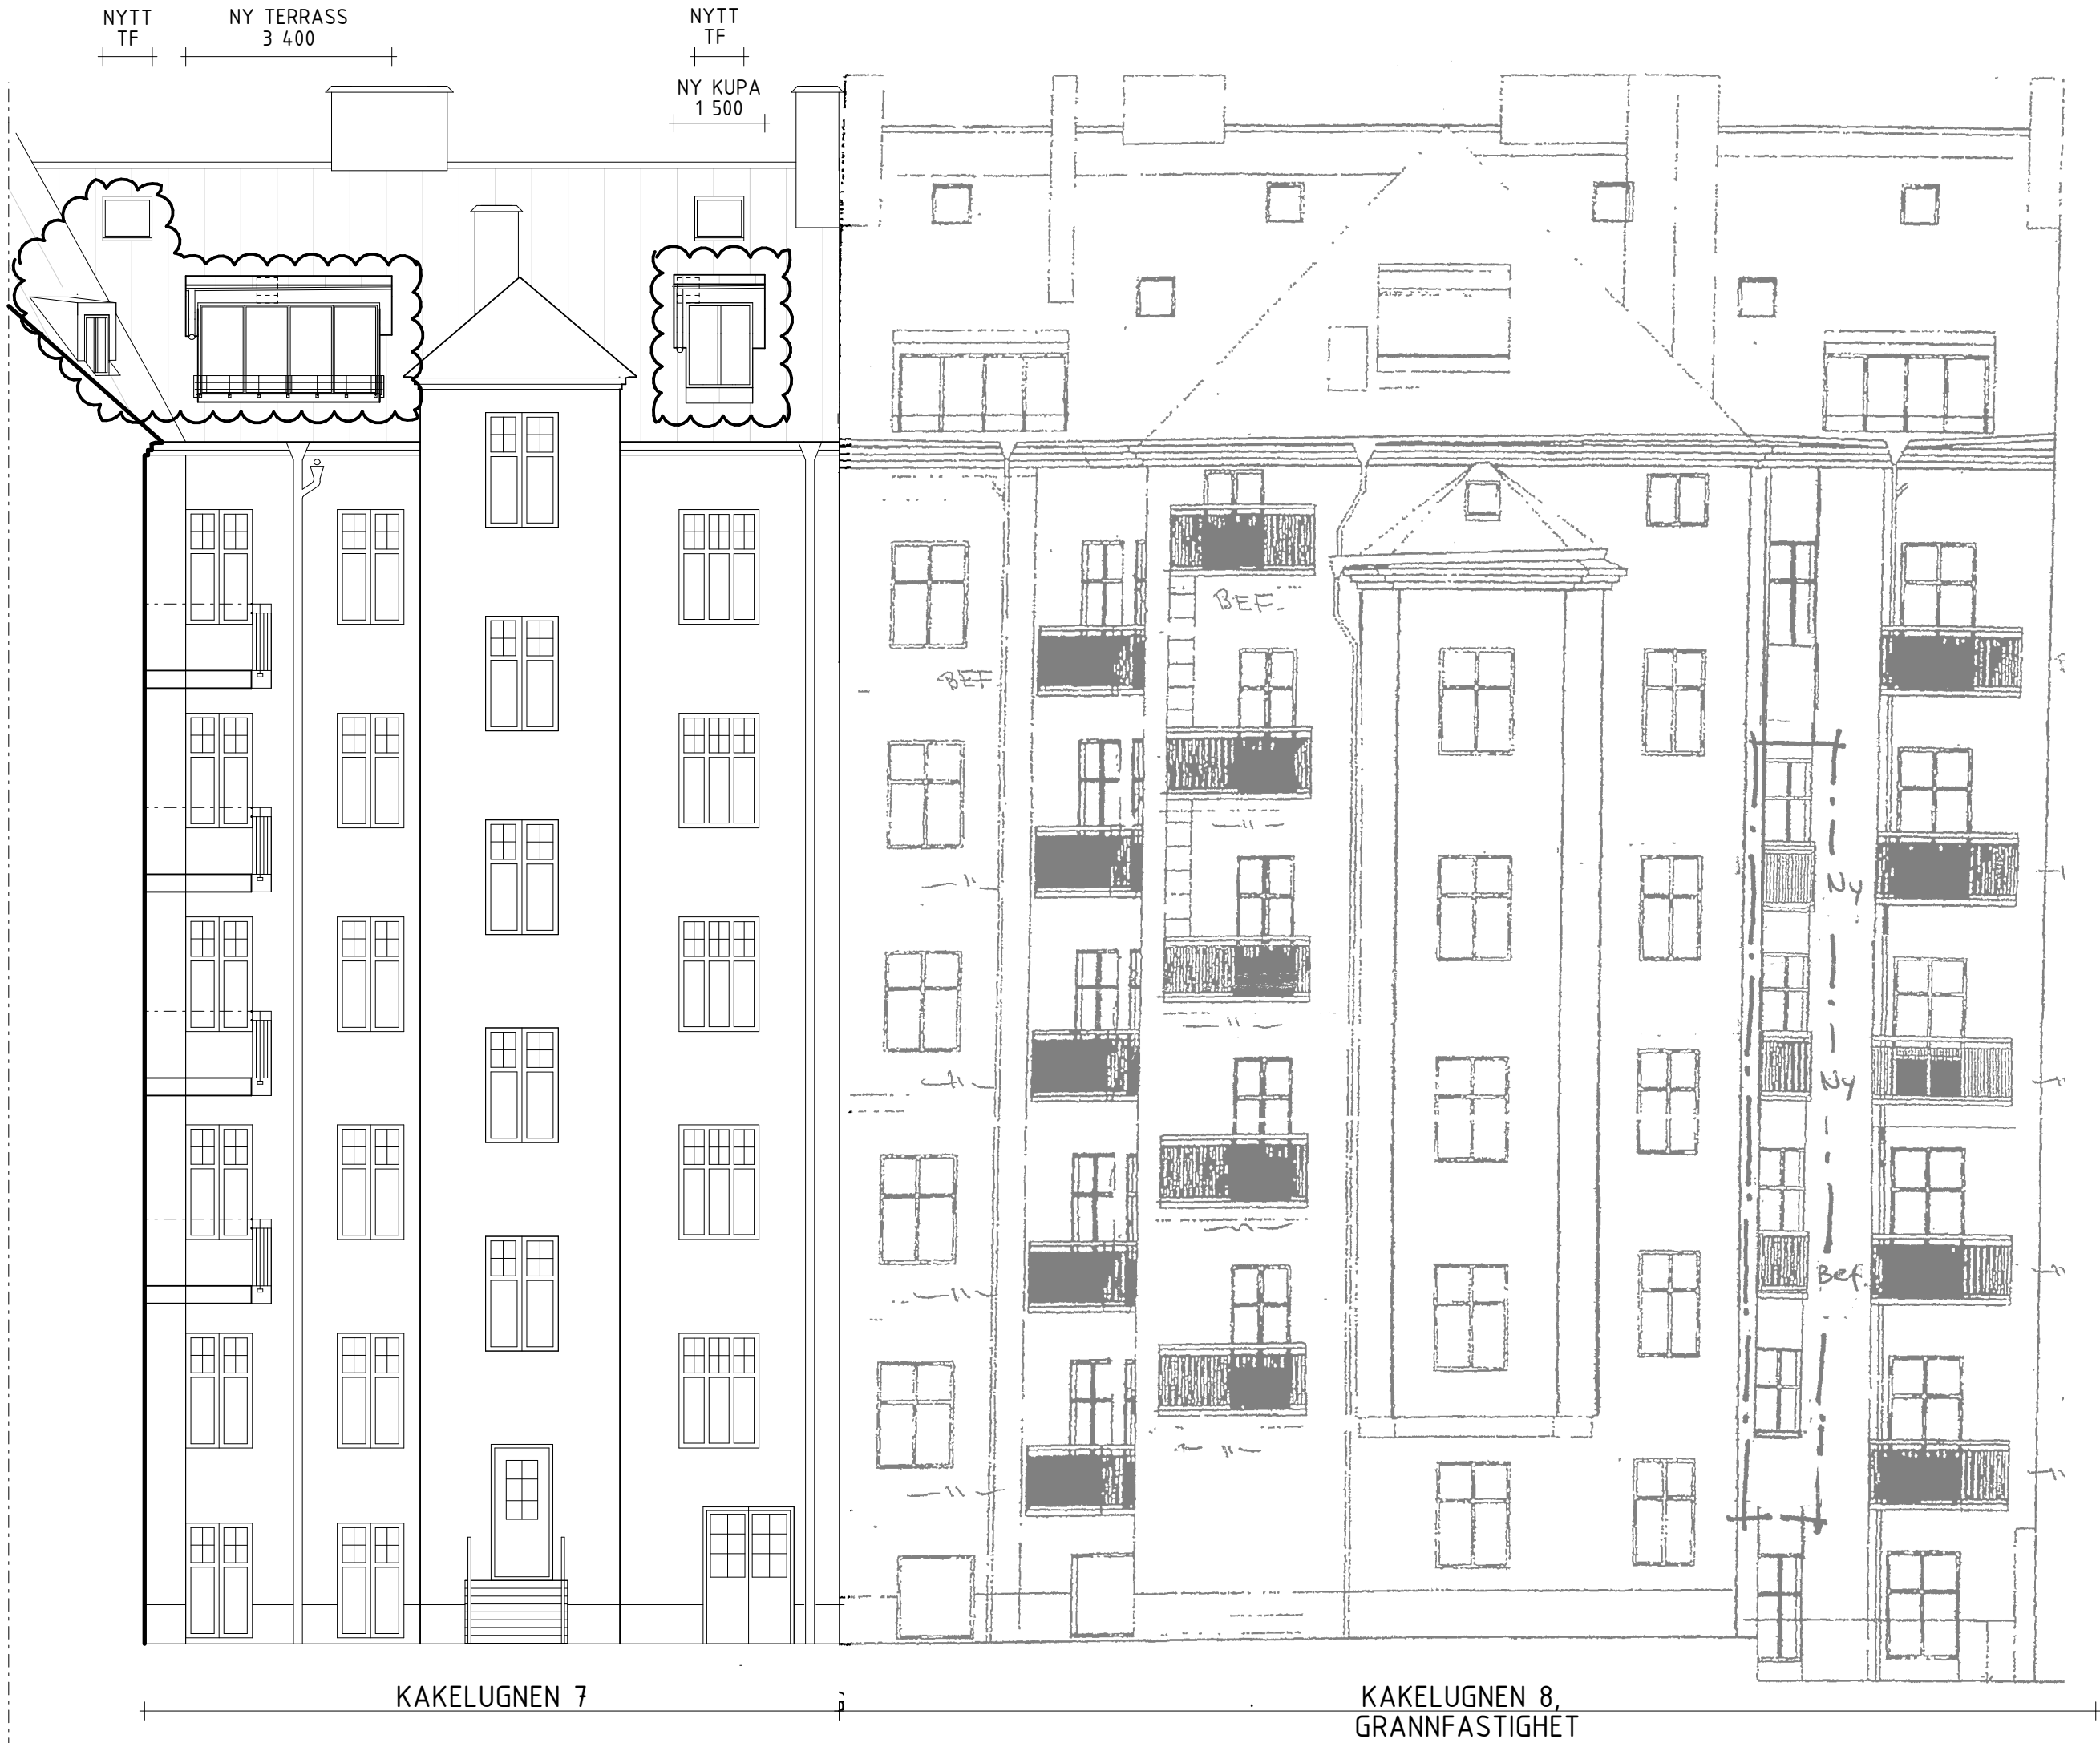 NYTT
TF
NY TERRASS
3 400
NYTT
TF
NY KUPA
1 500
BEF.
BEF.
Ny
Ny
Bef.
KAKELUGNEN 7
KAKELUGNEN 8,
GRANNFASTIGHET